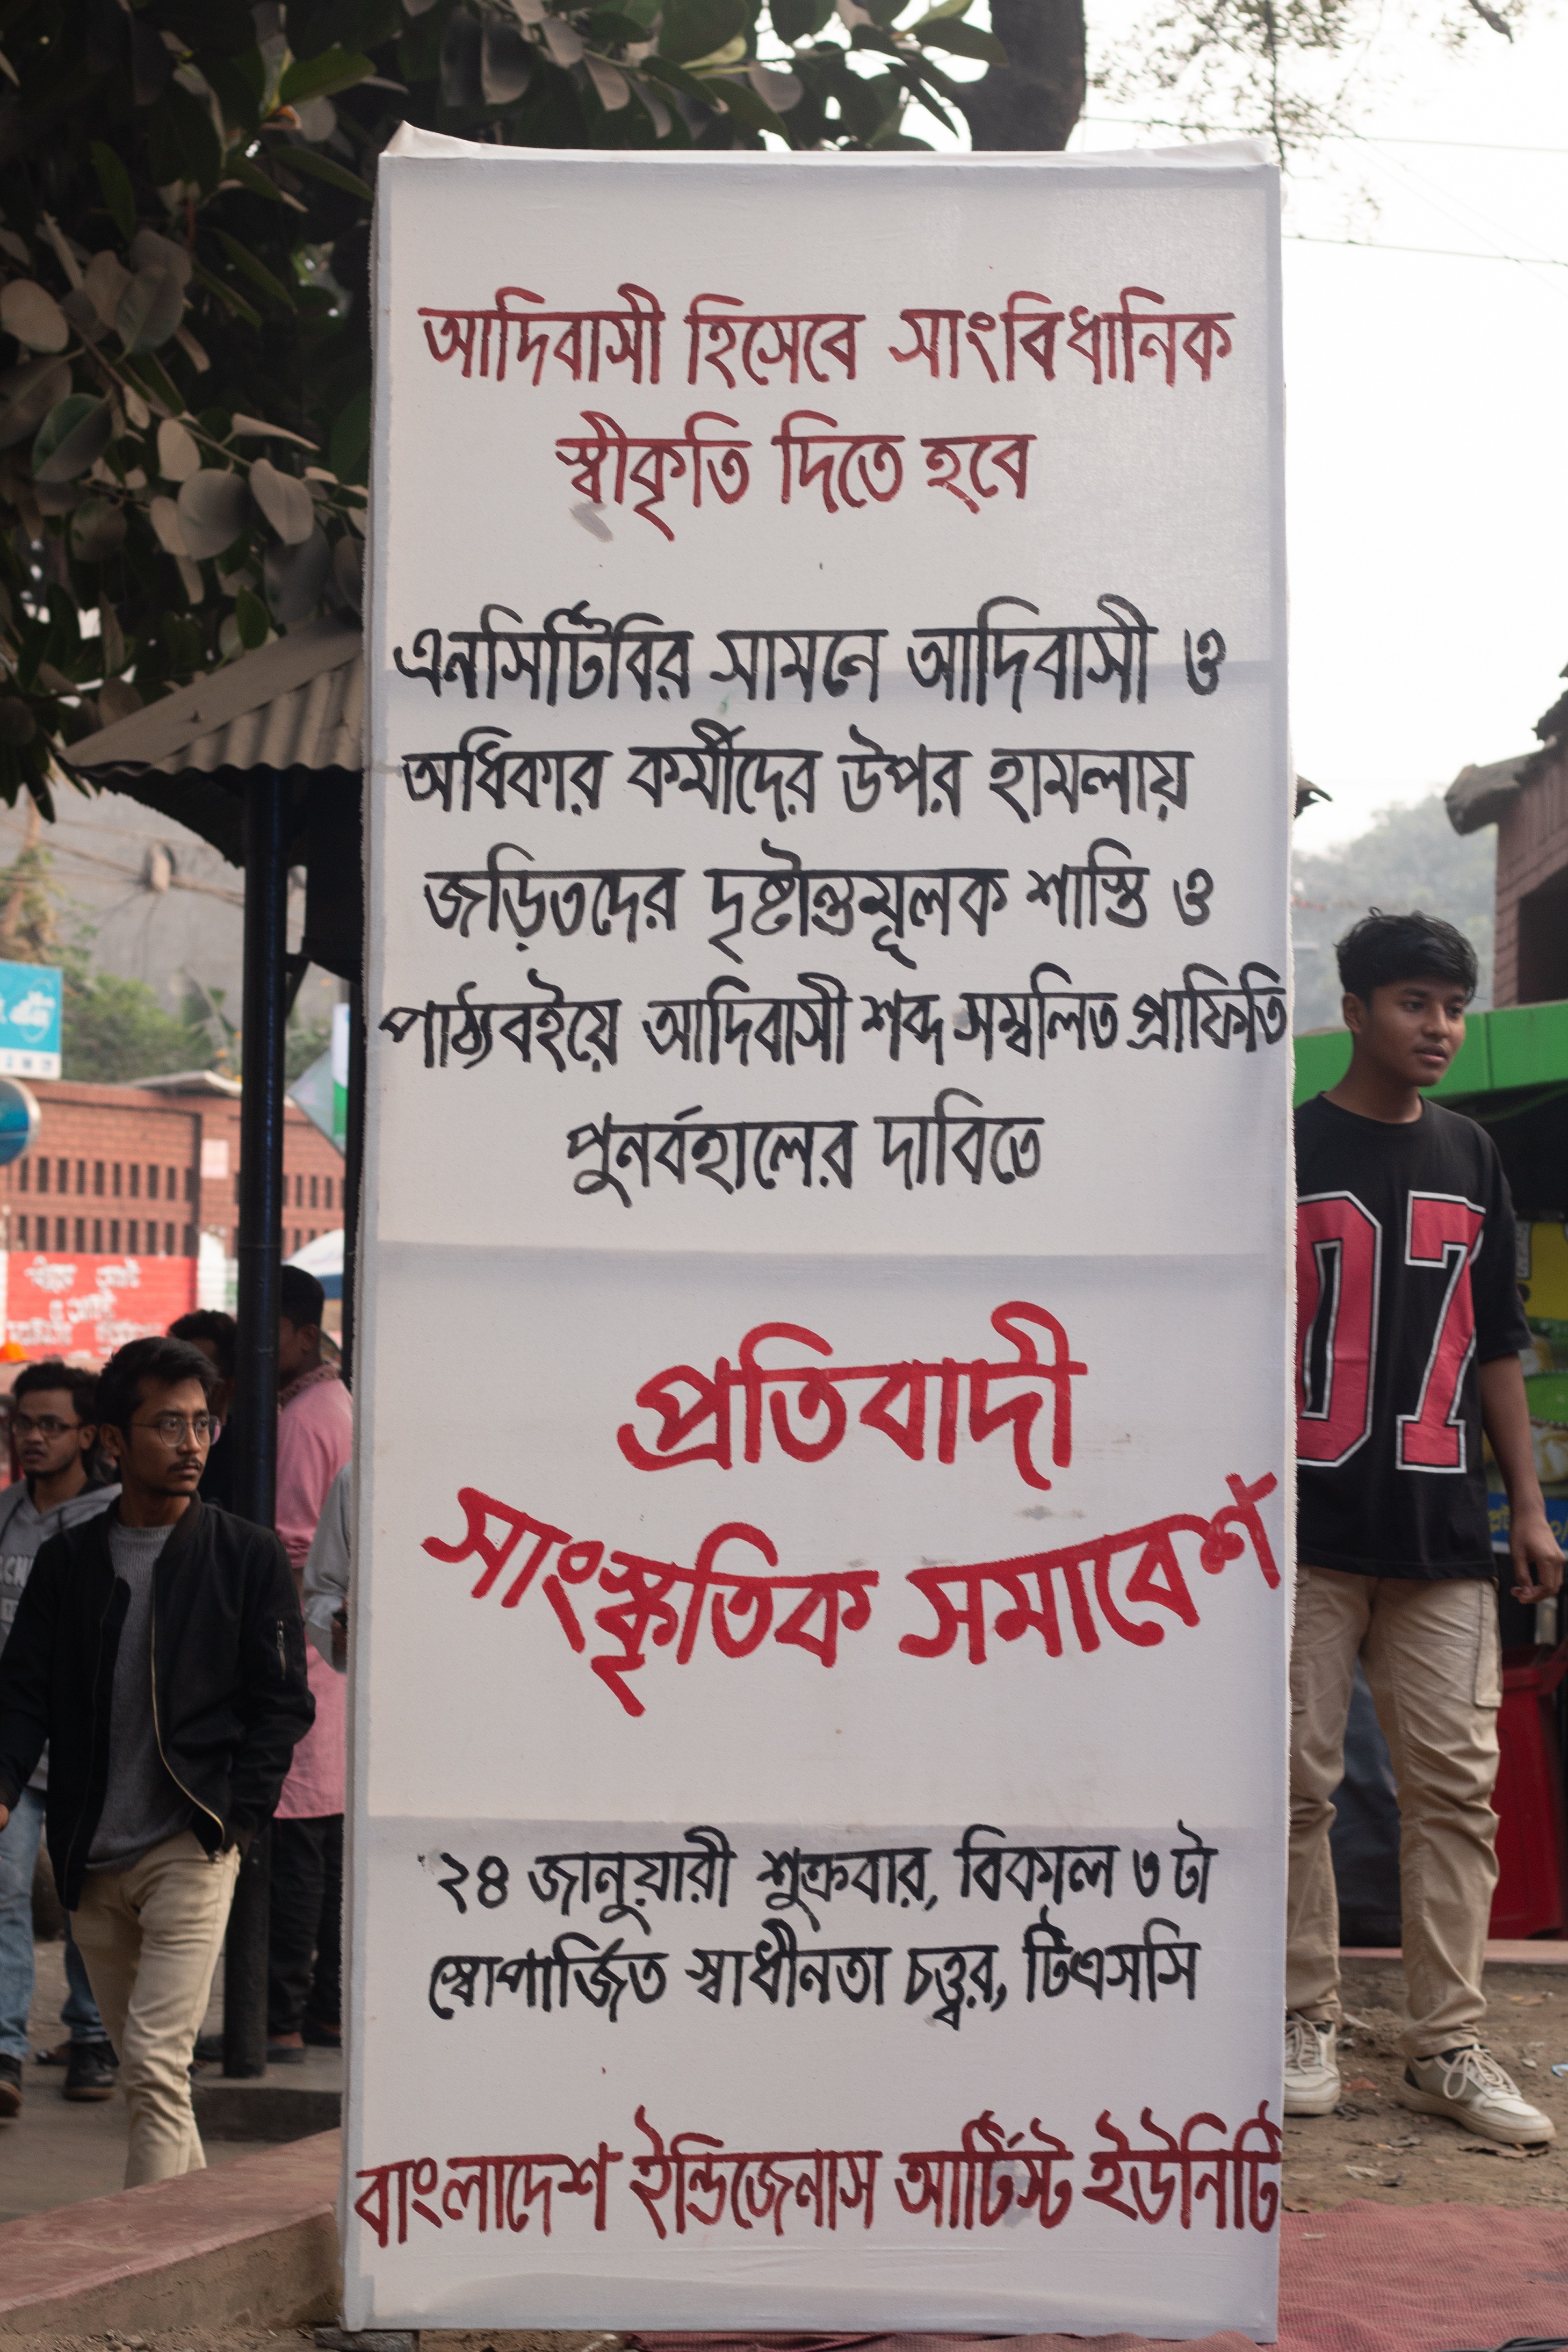 আদিবাসী হিসেবে সাংবিধানিক
স্বীকৃতি দিতে হবে
এনসিটিবির সামনে আদিবাসী ও
অধিকার কর্মীদের উপর হামলায়
জড়িতদের দৃষ্টান্তমূলক শাস্তি ও
পাঠ্যবইয়ে আদিবাসী শব্দ সম্বলিত গ্রাফিতি
পুনর্বহালের দাবিতে
প্রতিবাদী
সাংস্কৃতিক সমাবেশ
২৪ জানুয়ারী শুক্রবার, বিকাল ৩ টা
স্বোপার্জিত স্বাধীনতা চত্ত্বর, টিএসসি
বাংলাদেশ ইন্ডিজেনাস আর্টিস্ট ইউনিটি
07